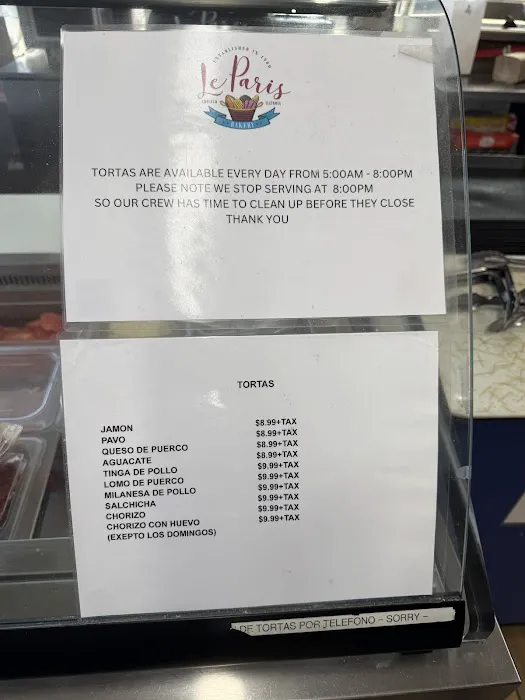 ESTABLISHED IN
Le Paris
BAKERY
TORTAS ARE AVAILABLE EVERY DAY FROM 5:00AM - 8:00PM
PLEASE NOTE WE STOP SERVING AT 8:00PM
SO OUR CREW HAS TIME TO CLEAN UP BEFORE THEY CLOSE
THANK YOU
TORTAS
JAMON $8.99+TAX
PAVO $8.99+TAX
QUESO DE PUERCO $8.99+TAX
AGUACATE $8.99+TAX
TINGA DE POLLO $9.99+TAX
LOMO DE PUERCO $9.99+TAX
MILANESA DE POLLO $9.99+TAX
SALCHICHA $9.99+TAX
CHORIZO $9.99+TAX
CHORIZO CON HUEVO $9.99+TAX
(EXEPTO LOS DOMINGOS)
DE TORTAS POR TELEFONO - SORRY -